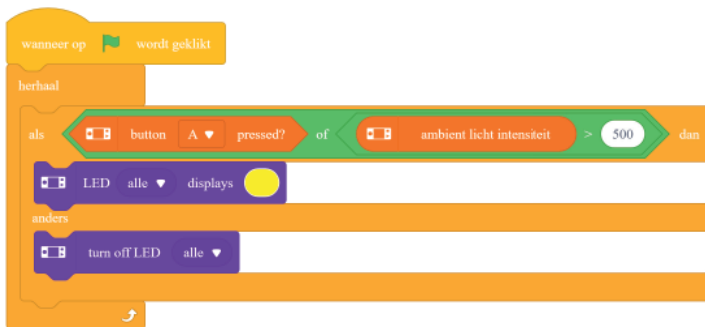 wanneer op wordt geklikt
herhaal
als button A pressed? of ambient licht intensiteit > 500 dan
LED alle displays
anders
turn off LED alle